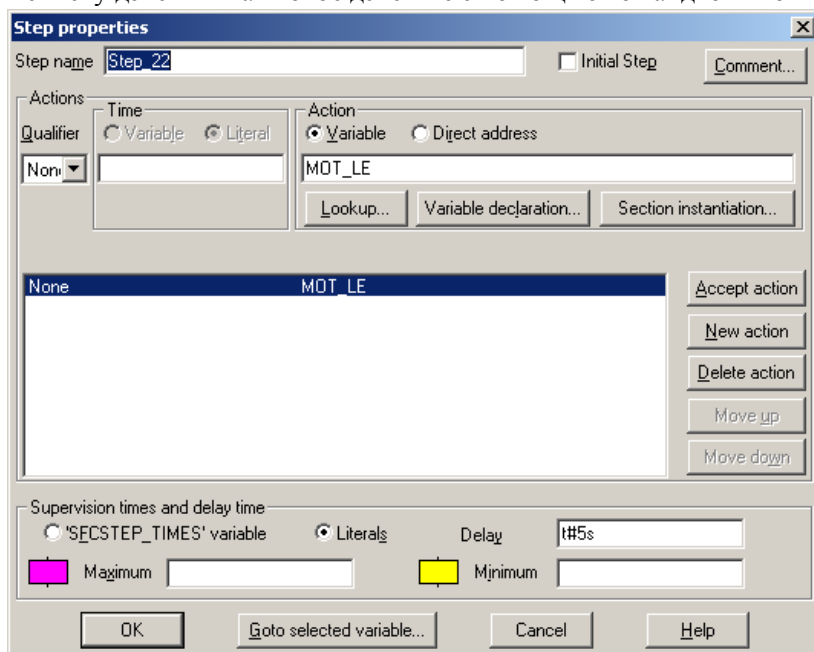 Step properties
Step name Step_22 Initial Step Comment...
Actions
Time Action
Qualifier Variable Literal Variable Direct address
Non MOT_LE
Lookup... Variable declaration... Section instantiation...
None MOT_LE Accept action
New action
Delete action
Move up
Move down
Supervision times and delay time
'SFCSTEP_TIMES' variable Literals Delay t#5s
Maximum Minimum
OK Goto selected variable... Cancel Help